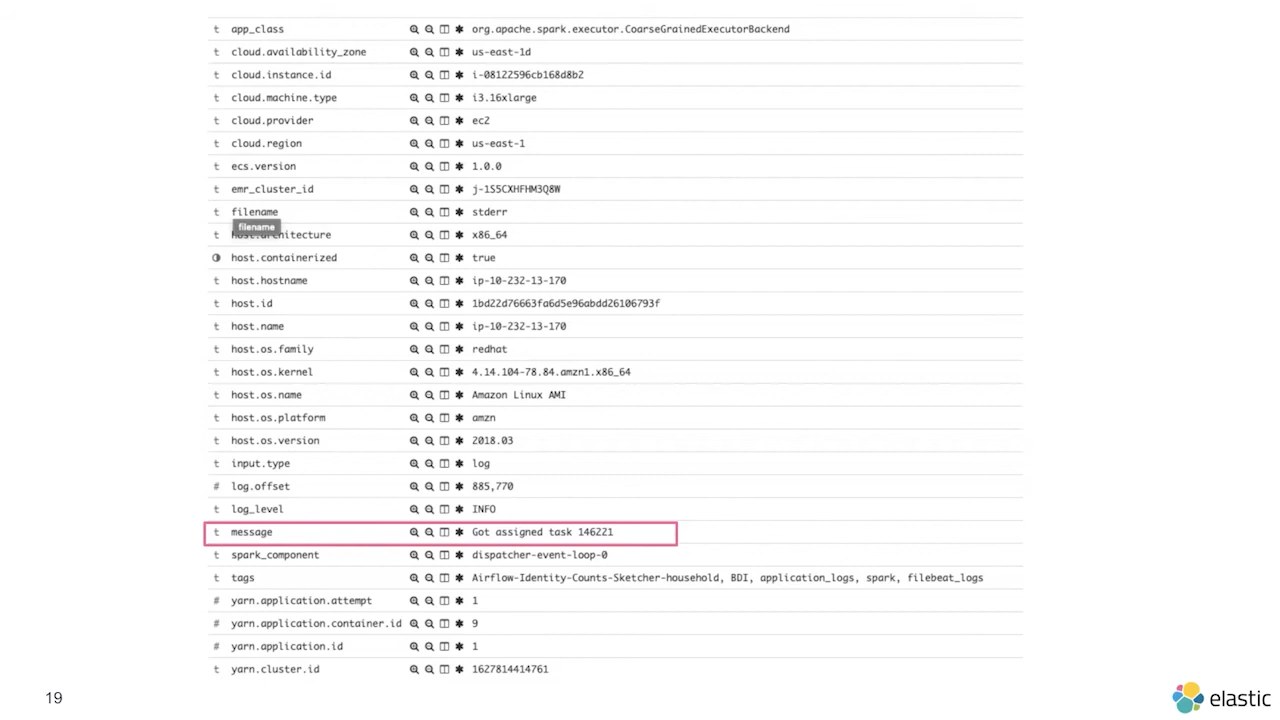 t app_class org.apache.spark.executor.CoarseGrainedExecutorBackend
t cloud.availability_zone us-east-1d
t cloud.instance.id i-08122596cb168d8b2
t cloud.machine.type i3.16xlarge
t cloud.provider ec2
t cloud.region us-east-1
t ecs.version 1.0.0
t emr_cluster_id j-1S5CXHFHM3Q8W
t filename stderr
filename
t host.architecture x86_64
host.containerized true
t host.hostname ip-10-232-13-170
t host.id 1bd22d76663fa6d5e96abdd26106793f
t host.name ip-10-232-13-170
t host.os.family redhat
t host.os.kernel 4.14.104-78.84.amzn1.x86_64
t host.os.name Amazon Linux AMI
t host.os.platform amzn
t host.os.version 2018.03
t input.type log
# log.offset 885,770
t log_level INFO
t message Got assigned task 146221
t spark_component dispatcher-event-loop-0
t tags Airflow-Identity-Counts-Sketcher-household, BDI, application_logs, spark, filebeat_logs
# yarn.application.attempt 1
# yarn.application.container.id 9
# yarn.application.id 1
t yarn.cluster.id 1627814414761
19
elastic